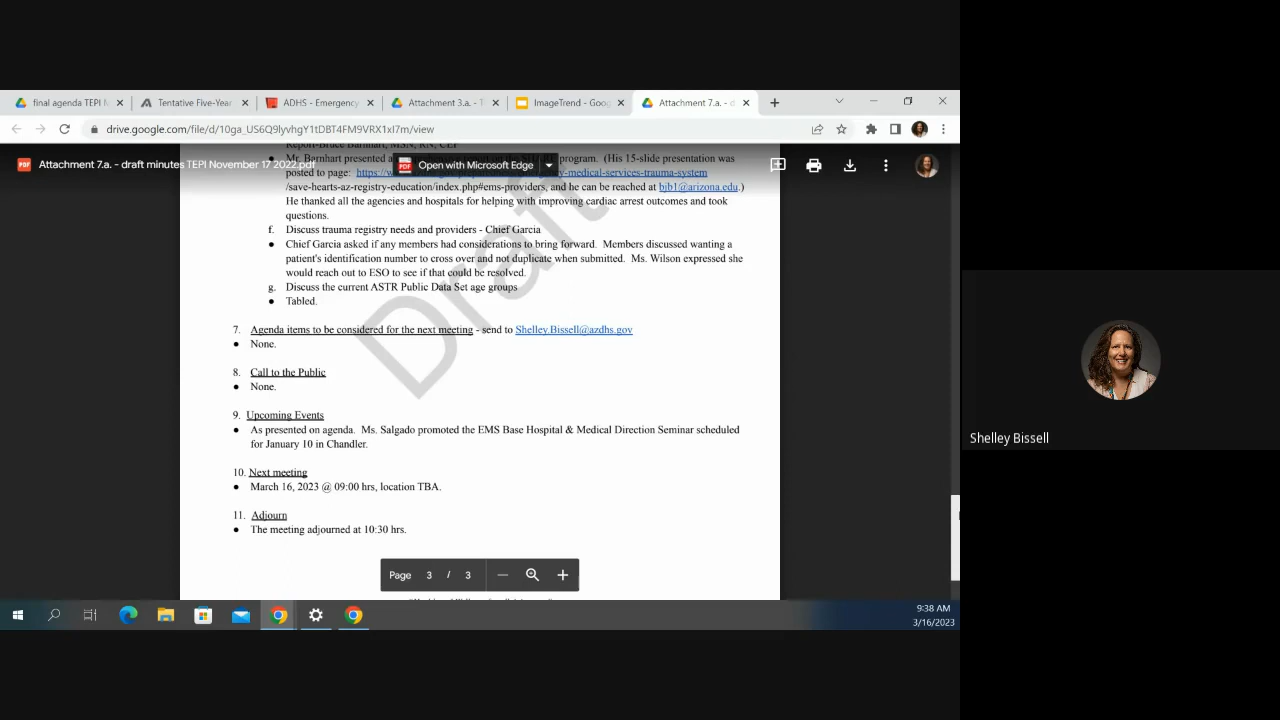 final agenda TEPI M
Tentative Five-Year
ADHS - Emergency
Attachment 3.a. - T
ImageTrend - Goog
Attachment 7.a. - d
drive.google.com/file/d/10ga_US6Q9lyvhgY1tDBT4FM9VRX1xI7m/view
Attachment 7.a. - draft minutes TEPI November 17 2022.pdf
Open with Microsoft Edge
Report-Bruce Barnhart, MSN, RN, CEP
Mr. Barnhart presented a program. (His 15-slide presentation was
posted to page: -medical-services-trauma-system
/save-hearts-az-registry-education/index.php#ems-providers, and he can be reached at bjb1@arizona.edu.)
He thanked all the agencies and hospitals for helping with improving cardiac arrest outcomes and took
questions.
f. Discuss trauma registry needs and providers - Chief Garcia
• Chief Garcia asked if any members had considerations to bring forward. Members discussed wanting a
patient's identification number to cross over and not duplicate when submitted. Ms. Wilson expressed she
would reach out to ESO to see if that could be resolved.
g. Discuss the current ASTR Public Data Set age groups
• Tabled.
7. Agenda items to be considered for the next meeting - send to Shelley.Bissell@azdhs.gov
• None.
8. Call to the Public
• None.
9. Upcoming Events
• As presented on agenda. Ms. Salgado promoted the EMS Base Hospital & Medical Direction Seminar scheduled
for January 10 in Chandler.
10. Next meeting
• March 16, 2023 @ 09:00 hrs, location TBA.
11. Adjourn
• The meeting adjourned at 10:30 hrs.
Draft
Page 3 / 3
9:38 AM
3/16/2023
Shelley Bissell